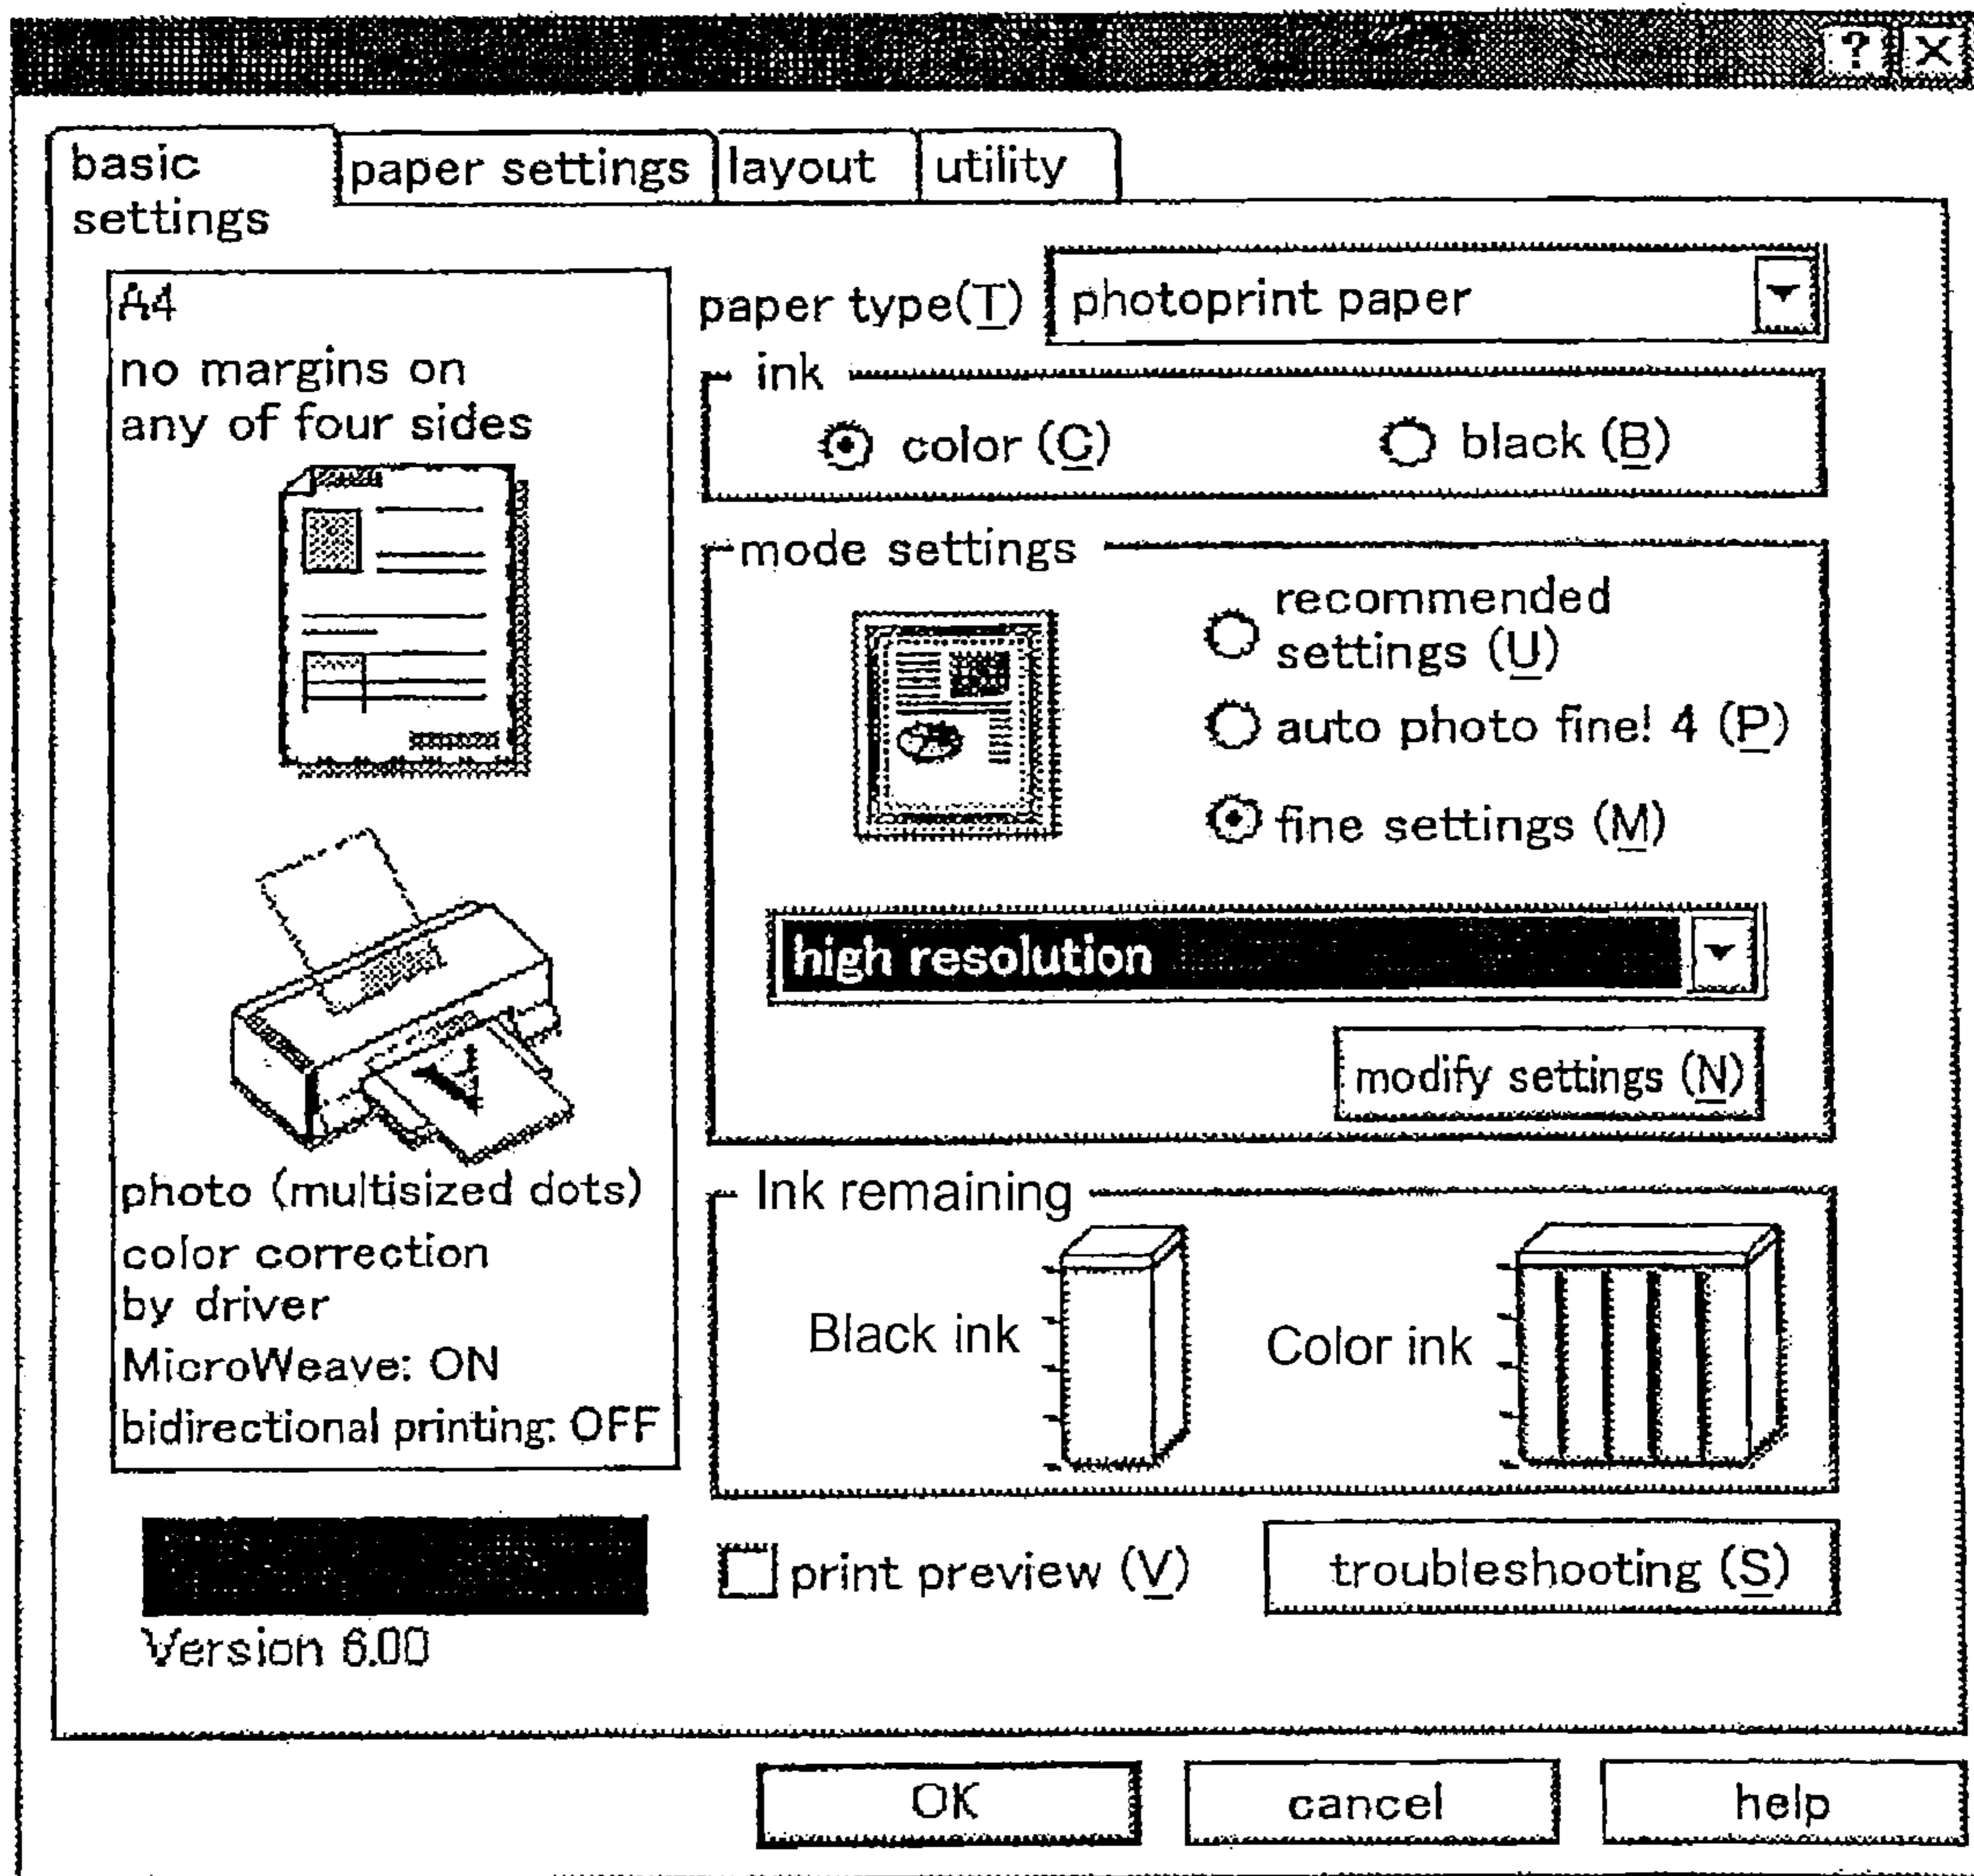 ?
basic
settings
paper settings
layout
utility
A4
no margins on
any of four sides
photo (multisized dots)
color correction
by driver
MicroWeave: ON
bidirectional printing: OFF
Version 6.00
paper type(T)
photoprint paper
ink
color (C)
black (B)
mode settings
recommended
settings (U)
auto photo fine! 4 (P)
fine settings (M)
high resolution
modify settings (N)
Ink remaining
Black ink
Color ink
print preview (V)
troubleshooting (S)
OK
cancel
help